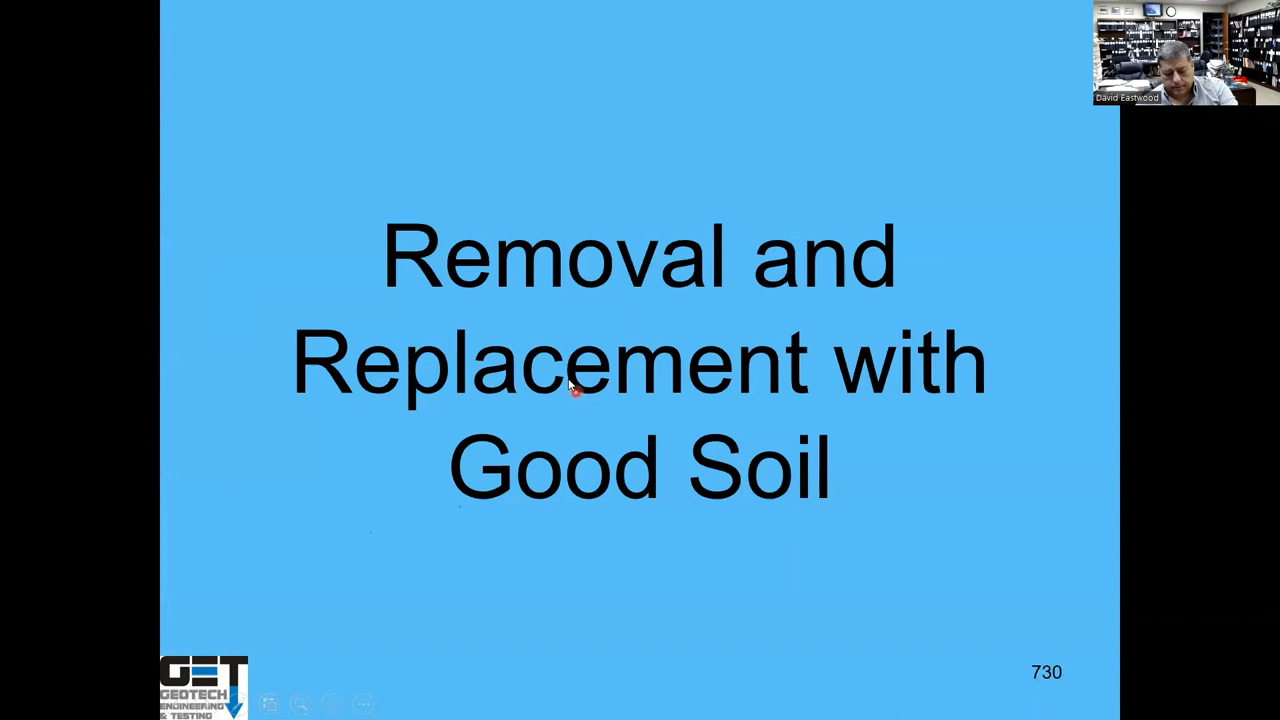 David Eastwood
Removal and
Replacement with
Good Soil
GET
GEOTECH
ENGINEERING
& TESTING
730